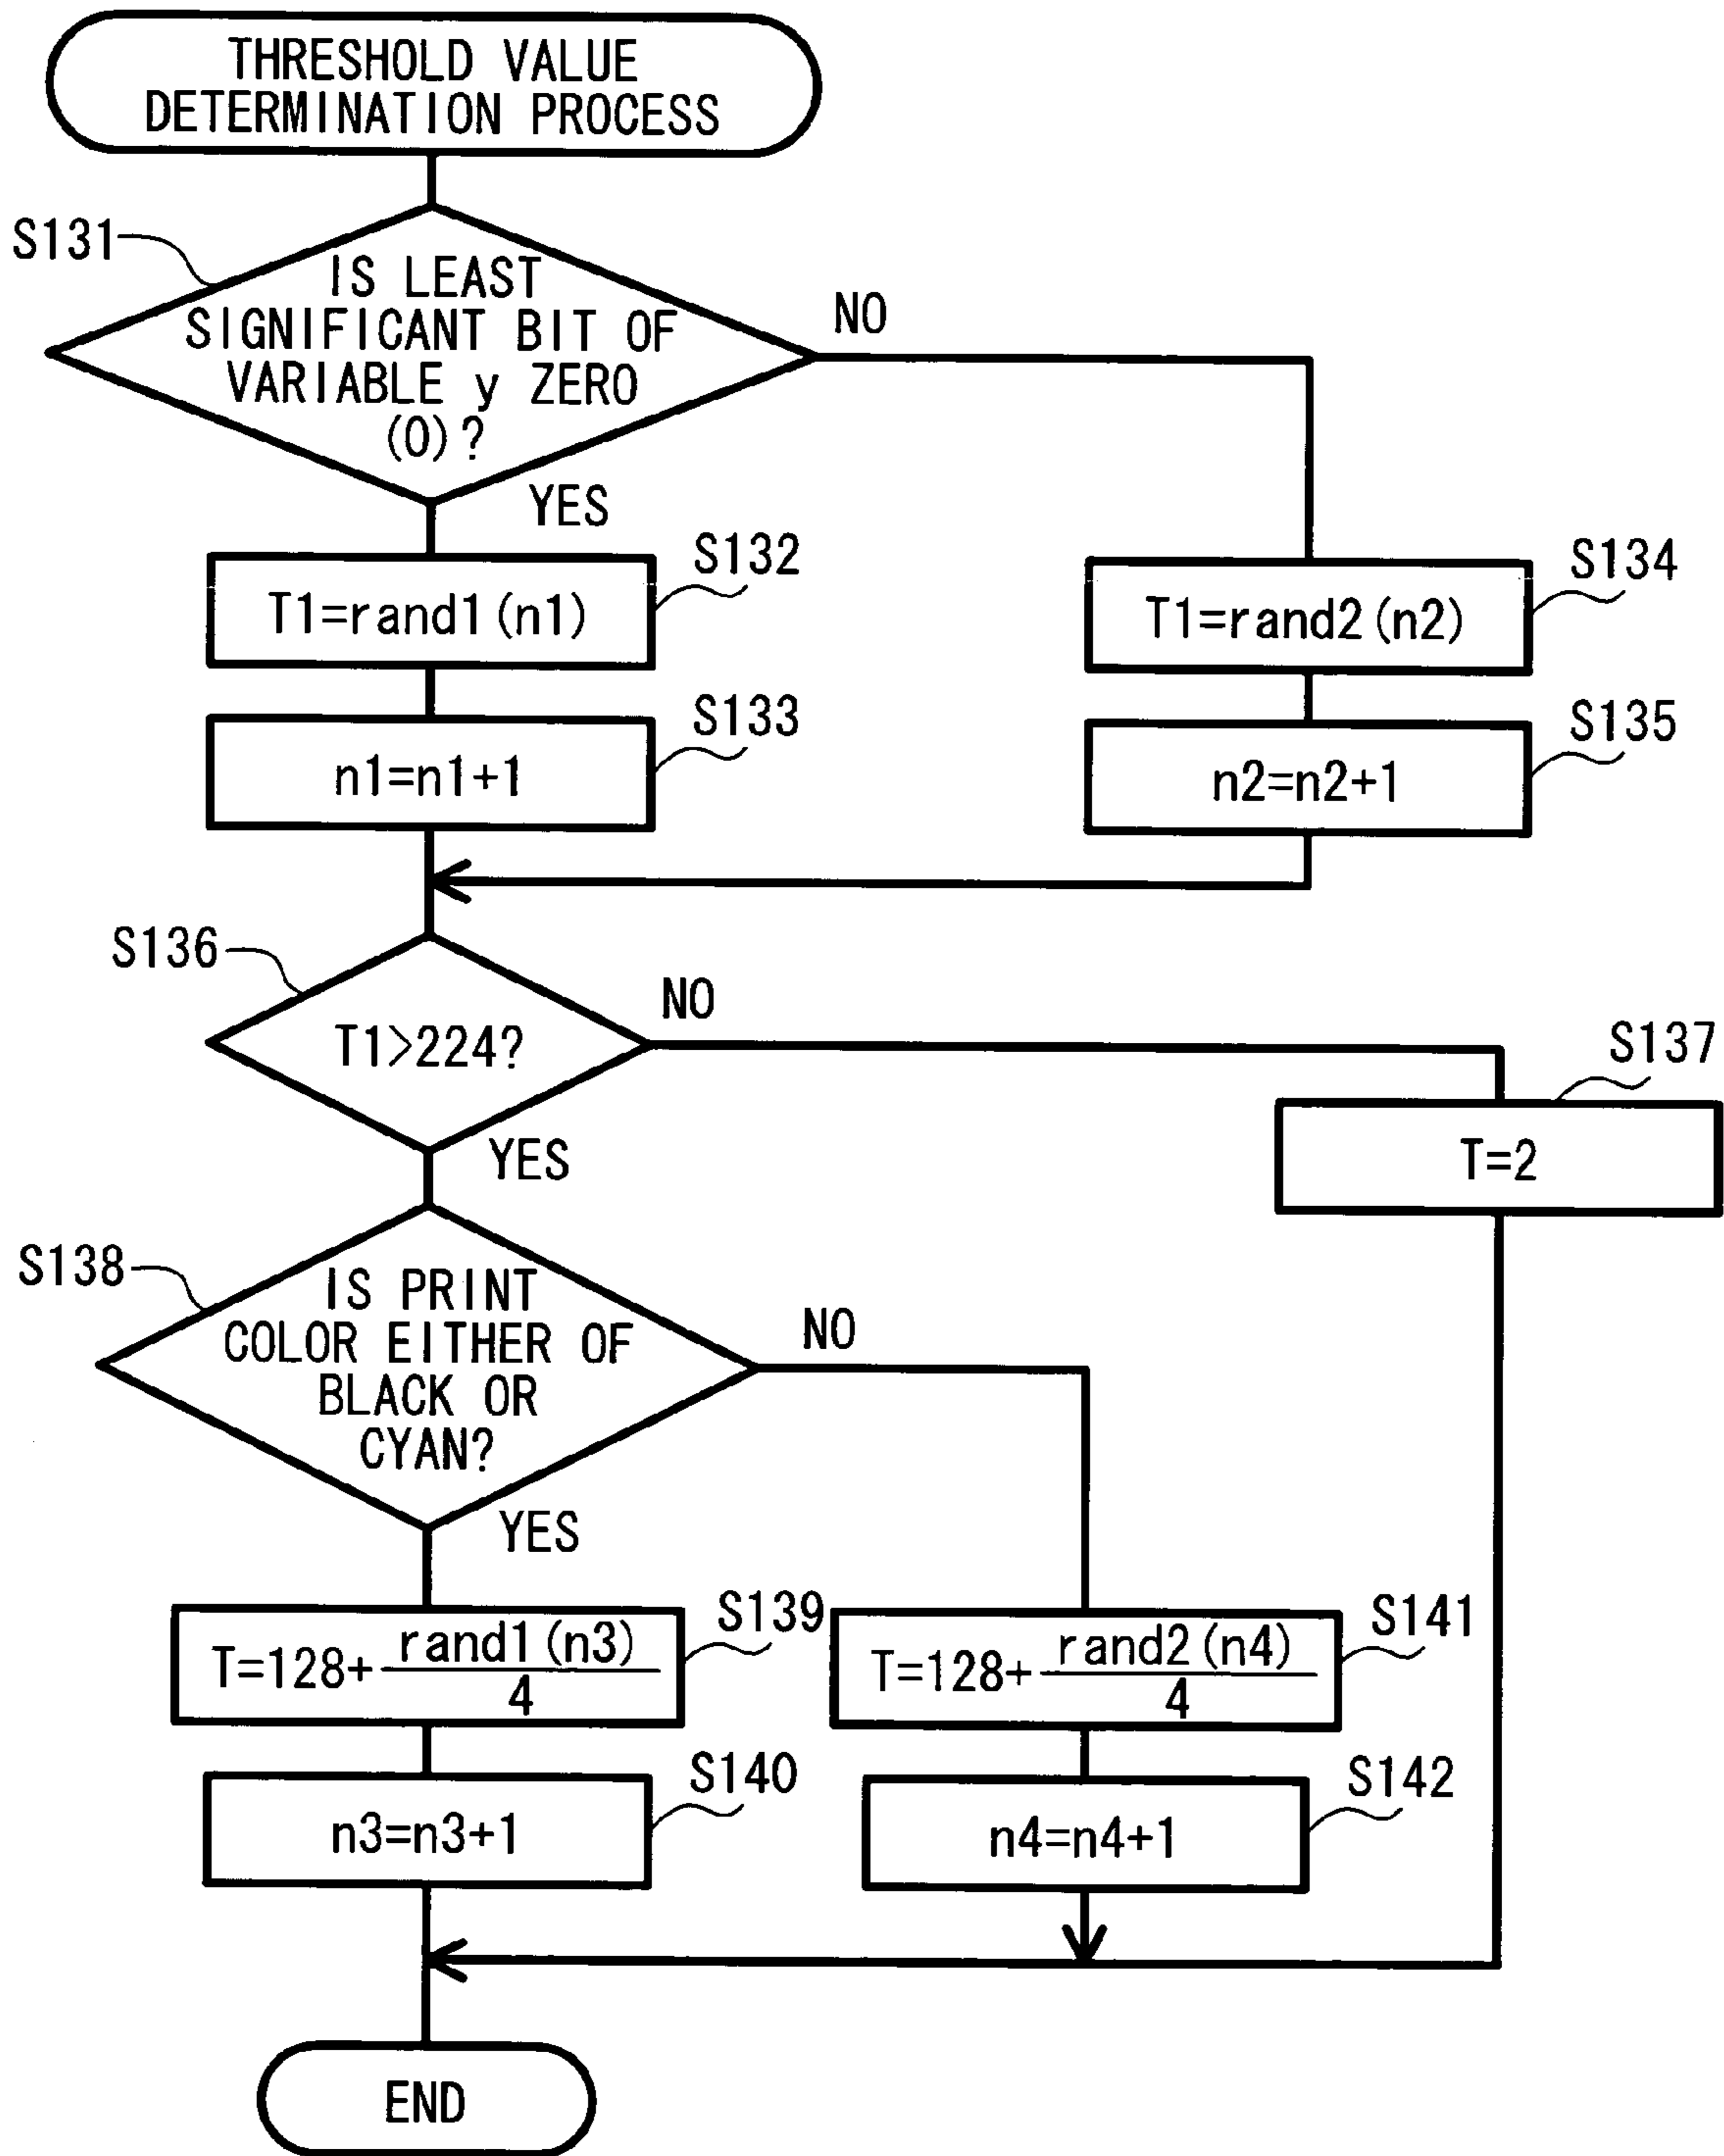 THRESHOLD VALUE
DETERMINATION PROCESS
S131
IS LEAST
SIGNIFICANT BIT OF
VARIABLE y ZERO
(0)?
NO
YES
S132
T1=rand1(n1)
S134
T1=rand2(n2)
S133
n1=n1+1
S135
n2=n2+1
S136
T1>224?
NO
YES
S137
T=2
S138
IS PRINT
COLOR EITHER OF
BLACK OR
CYAN?
NO
YES
S139
T=128+rand1(n3)/4
S141
T=128+rand2(n4)/4
S140
n3=n3+1
S142
n4=n4+1
END